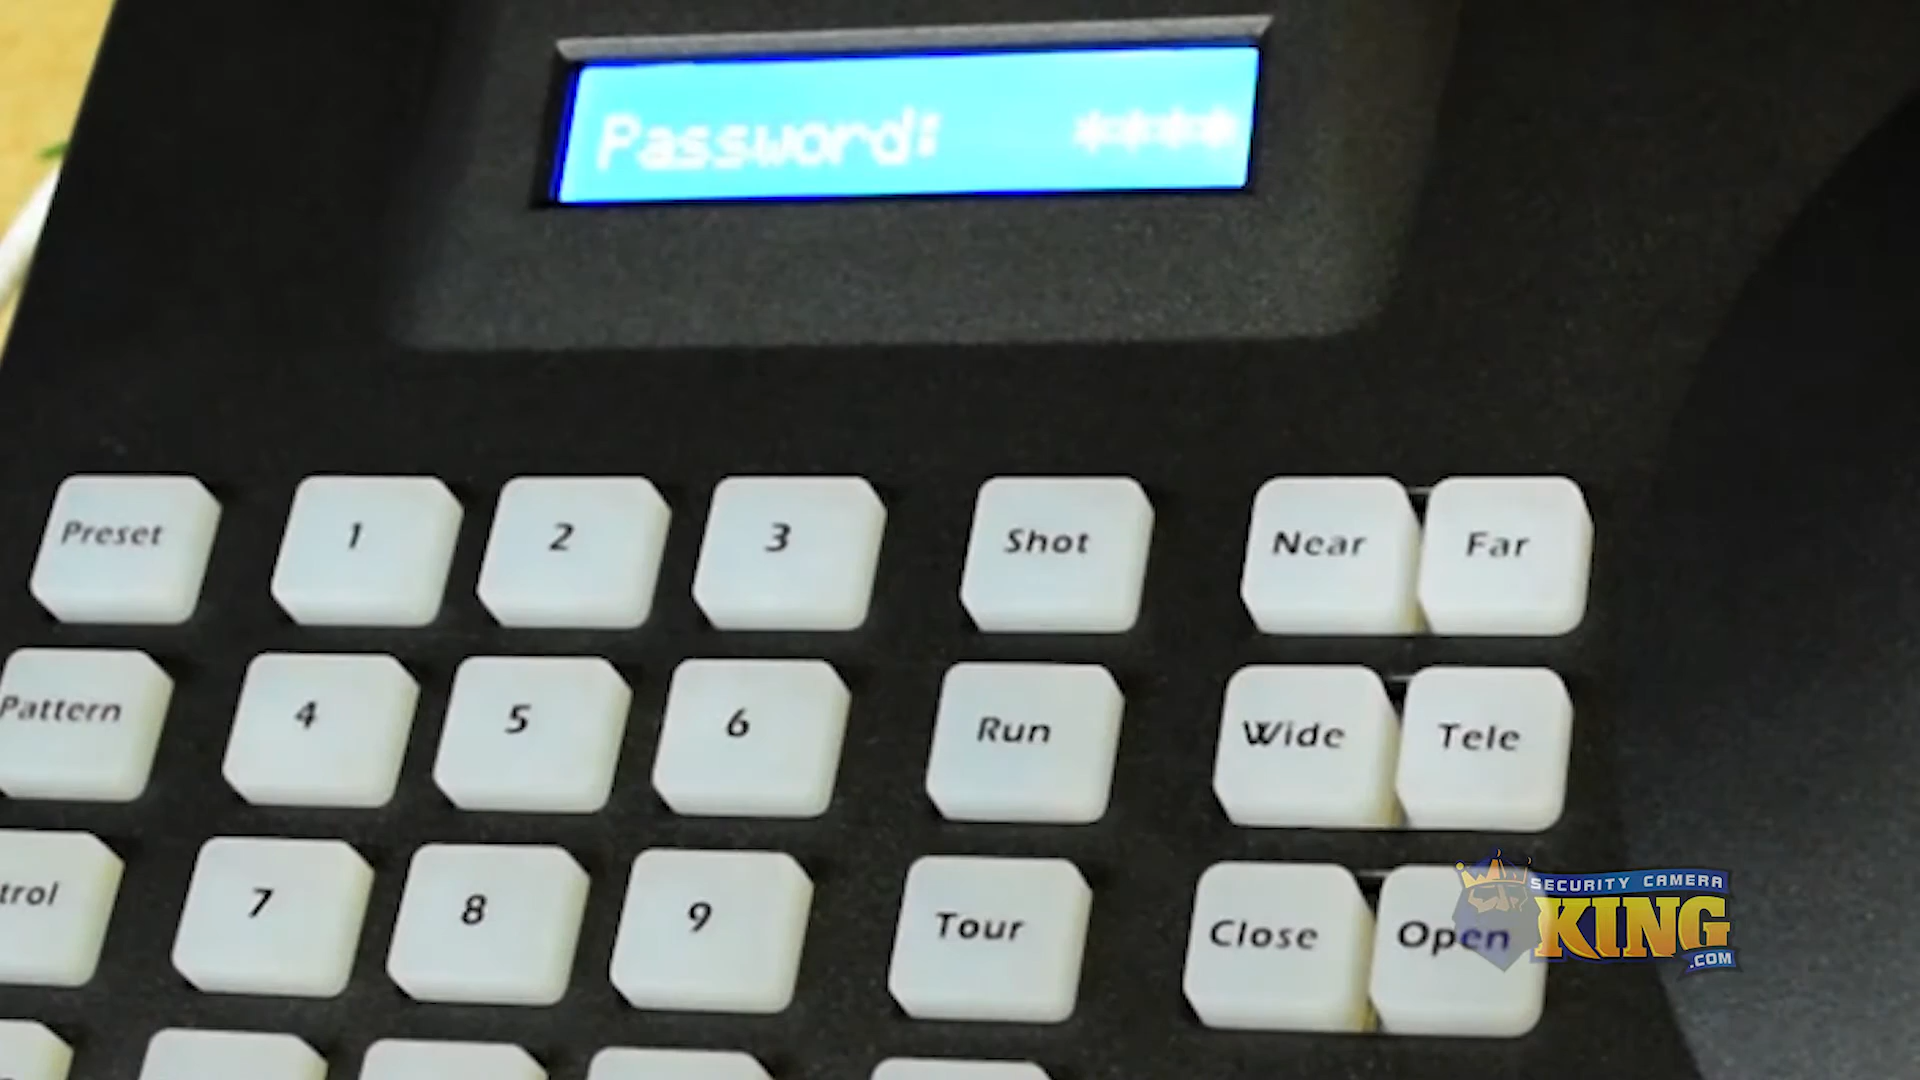 Password: ****
Preset 1 2 3 Shot Near Far
Pattern 4 5 6 Run Wide Tele
trol 7 8 9 Tour Close Open
SECURITY CAMERA
KING
.COM